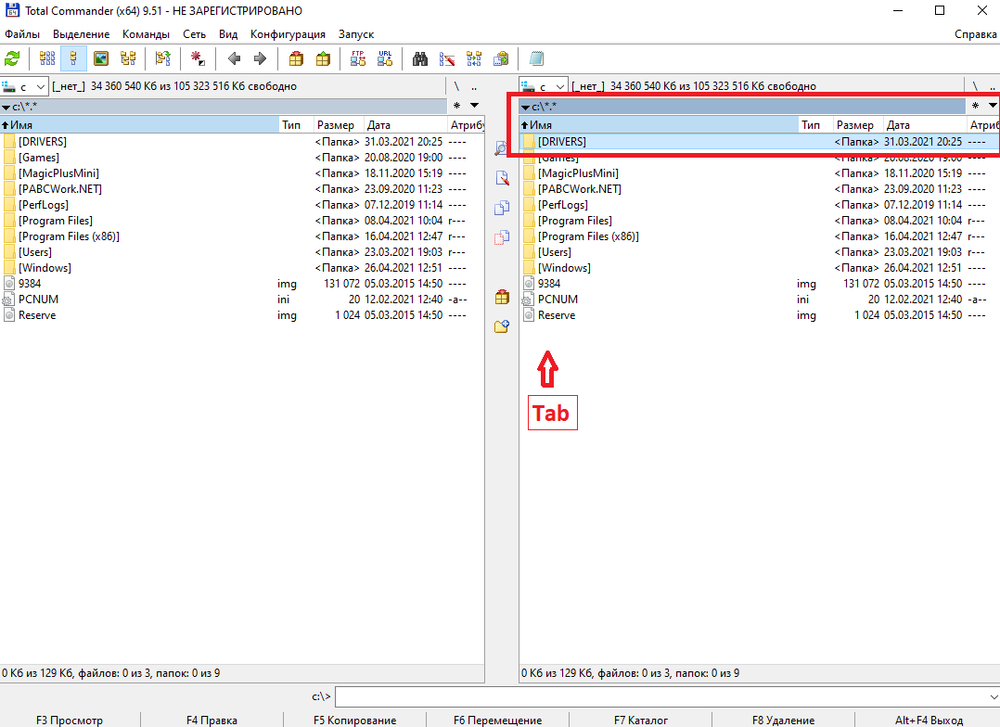 Total Commander (x64) 9.51 - НЕ ЗАРЕГИСТРИРОВАНО
Файлы Выделение Команды Сеть Вид Конфигурация Запуск Справка
FTP URL
c [_нет_] 34 360 540 Кб из 105 323 516 Кб свободно \ ..
c:\*.* * 
Имя Тип Размер Дата Атрибу
[DRIVERS] <Папка> 31.03.2021 20:25 ----
[Games] <Папка> 20.08.2020 19:00 ----
[MagicPlusMini] <Папка> 18.11.2020 15:19 ----
[PABCWork.NET] <Папка> 23.09.2020 11:23 ----
[PerfLogs] <Папка> 07.12.2019 11:14 ----
[Program Files] <Папка> 08.04.2021 10:04 r---
[Program Files (x86)] <Папка> 16.04.2021 12:47 r---
[Users] <Папка> 23.03.2021 19:03 r---
[Windows] <Папка> 26.04.2021 12:51 ----
9384 img 131 072 05.03.2015 14:50 ----
PCNUM ini 20 12.02.2021 12:40 -a--
Reserve img 1 024 05.03.2015 14:50 ----
0 Кб из 129 Кб, файлов: 0 из 3, папок: 0 из 9
c [_нет_] 34 360 540 Кб из 105 323 516 Кб свободно \ ..
c:\*.* *
Имя Тип Размер Дата Атриб
[DRIVERS] <Папка> 31.03.2021 20:25 ----
[Games] <Папка> 20.08.2020 19:00 ----
[MagicPlusMini] <Папка> 18.11.2020 15:19 ----
[PABCWork.NET] <Папка> 23.09.2020 11:23 ----
[PerfLogs] <Папка> 07.12.2019 11:14 ----
[Program Files] <Папка> 08.04.2021 10:04 r---
[Program Files (x86)] <Папка> 16.04.2021 12:47 r---
[Users] <Папка> 23.03.2021 19:03 r---
[Windows] <Папка> 26.04.2021 12:51 ----
9384 img 131 072 05.03.2015 14:50 ----
PCNUM ini 20 12.02.2021 12:40 -a--
Reserve img 1 024 05.03.2015 14:50 ----
Tab
0 Кб из 129 Кб, файлов: 0 из 3, папок: 0 из 9
c:\>
F3 Просмотр F4 Правка F5 Копирование F6 Перемещение F7 Каталог F8 Удаление Alt+F4 Выход